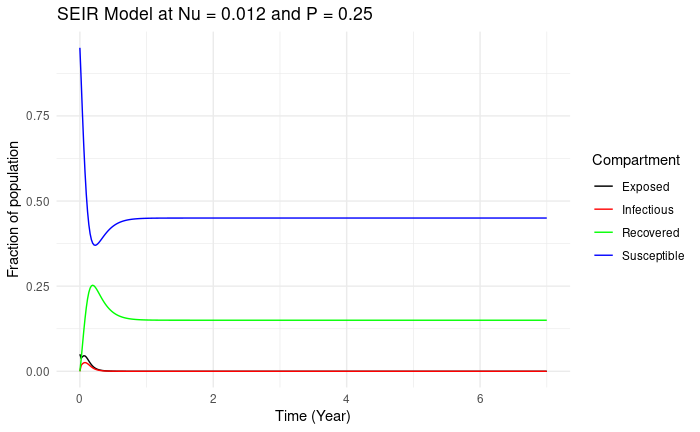 SEIR Model at Nu = 0.012 and P = 0.25
Fraction of population
0.75
0.50
0.25
0.00
0
2
4
6
Time (Year)
Compartment
Exposed
Infectious
Recovered
Susceptible